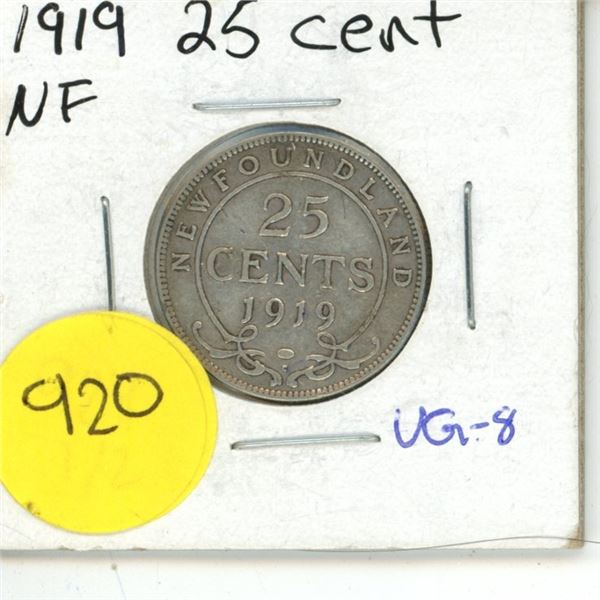 1919 25 cent
NF
NEWFOUNDLAND
25
CENTS
1919
920
VG-8